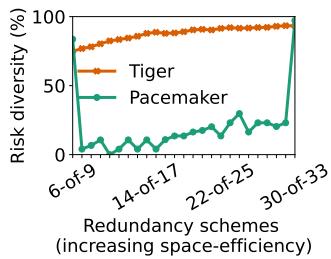 Risk diversity (%)
100
50
0
Tiger
Pacemaker
6-of-9
14-of-17
22-of-25
30-of-33
Redundancy schemes
(increasing space-efficiency)